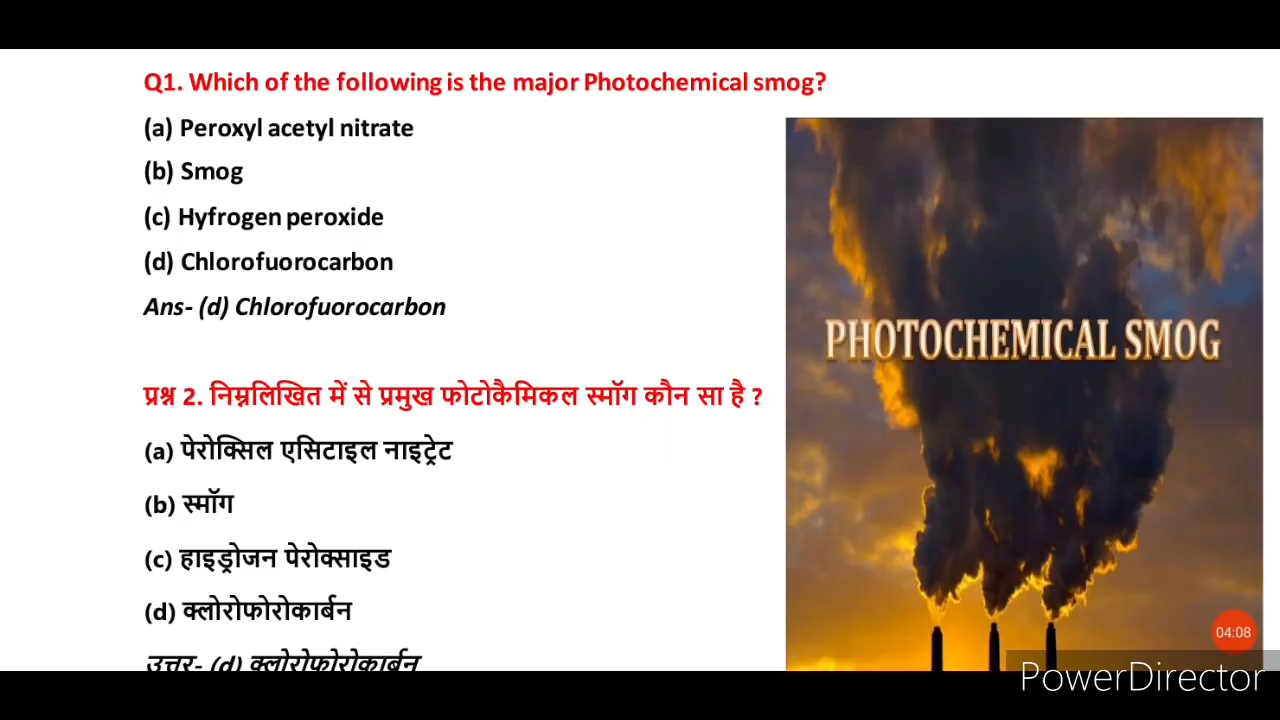 Q1. Which of the following is the major Photochemical smog?
(a) Peroxyl acetyl nitrate
(b) Smog
(c) Hyfrogen peroxide
(d) Chlorofuorocarbon
Ans- (d) Chlorofuorocarbon
PHOTOCHEMICAL SMOG
प्रश्न 2. निम्नलिखित में से प्रमुख फोटोकैमिकल स्मॉग कौन सा है ?
(a) पेरोक्सिल एसिटाइल नाइट्रेट
(b) स्मॉग
(c) हाइड्रोजन पेरोक्साइड
(d) क्लोरोफोरोकार्बन
उत्तर- (d) क्लोरोफोरोकार्बन
04:08
PowerDirector